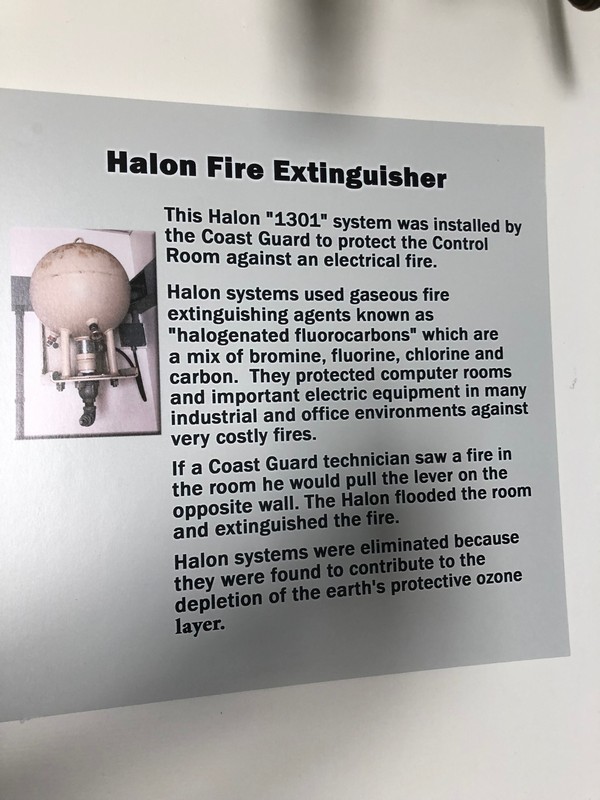 Halon Fire Extinguisher
This Halon "1301" system was installed by
the Coast Guard to protect the Control
Room against an electrical fire.
Halon systems used gaseous fire
extinguishing agents known as
"halogenated fluorocarbons" which are
a mix of bromine, fluorine, chlorine and
carbon. They protected computer rooms
and important electric equipment in many
industrial and office environments against
very costly fires.
If a Coast Guard technician saw a fire in
the room he would pull the lever on the
opposite wall. The Halon flooded the room
and extinguished the fire.
Halon systems were eliminated because
they were found to contribute to the
depletion of the earth's protective ozone
layer.